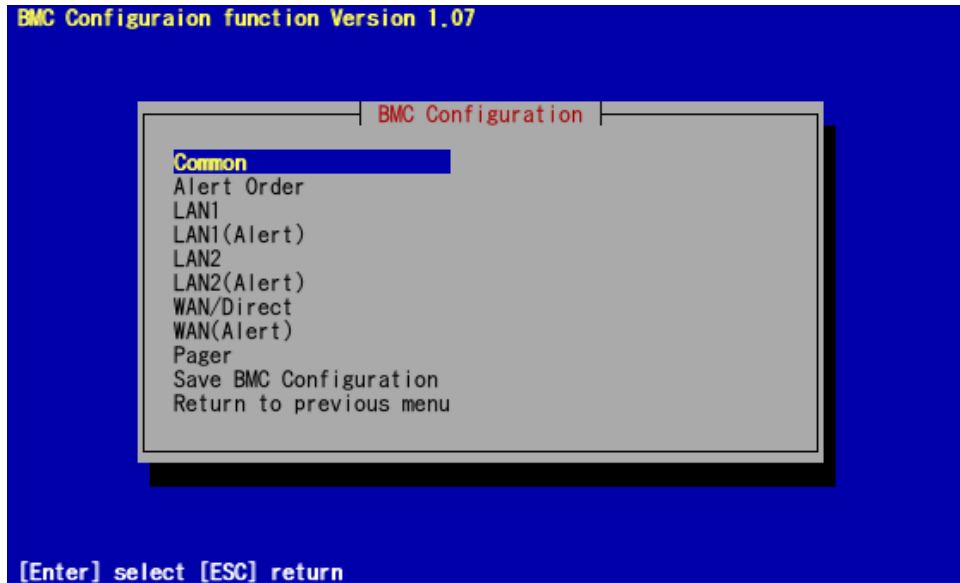 BMC Configuraion function Version 1.07
BMC Configuration
Common
Alert Order
LAN1
LAN1(Alert)
LAN2
LAN2(Alert)
WAN/Direct
WAN(Alert)
Pager
Save BMC Configuration
Return to previous menu
[Enter] select [ESC] return